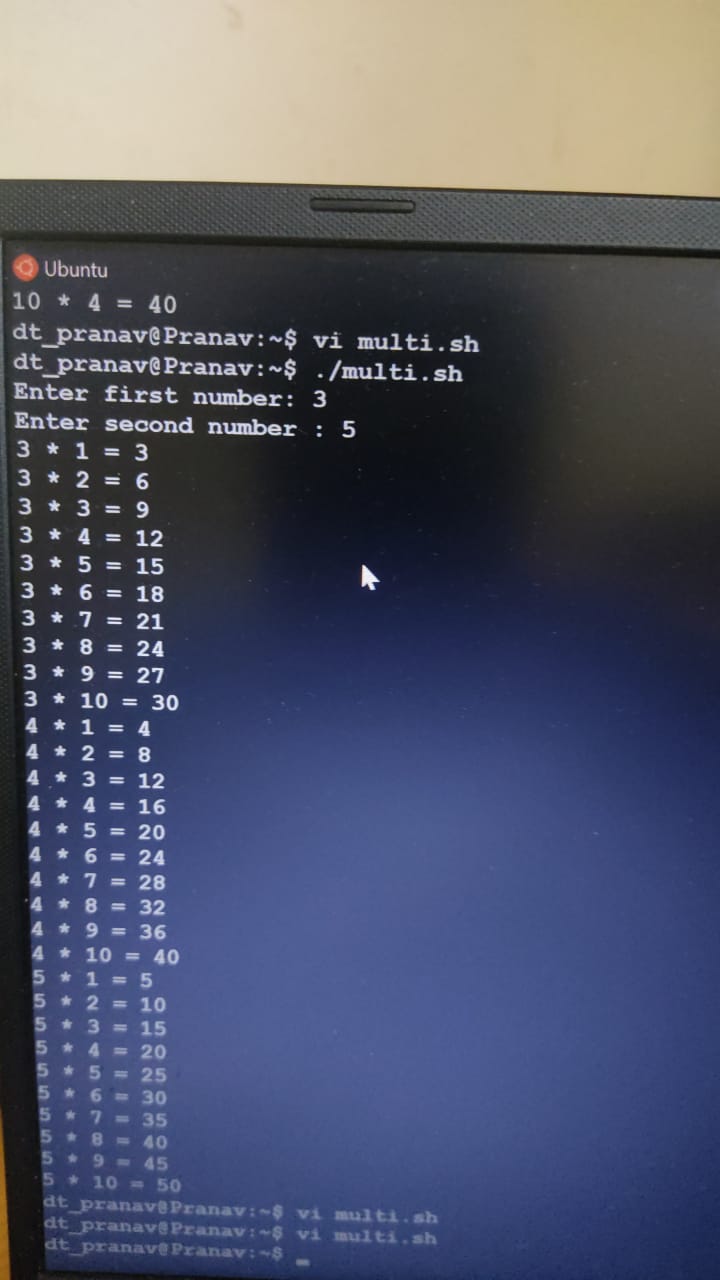 Ubuntu
10 * 4 = 40
dt_pranav@Pranav:~$ vi multi.sh
dt_pranav@Pranav:~$ ./multi.sh
Enter first number: 3
Enter second number : 5
3 * 1 = 3
3 * 2 = 6
3 * 3 = 9
3 * 4 = 12
3 * 5 = 15
3 * 6 = 18
3 * 7 = 21
3 * 8 = 24
3 * 9 = 27
3 * 10 = 30
4 * 1 = 4
4 * 2 = 8
4 * 3 = 12
4 * 4 = 16
4 * 5 = 20
4 * 6 = 24
4 * 7 = 28
4 * 8 = 32
4 * 9 = 36
4 * 10 = 40
5 * 1 = 5
5 * 2 = 10
5 * 3 = 15
5 * 4 = 20
5 * 5 = 25
5 * 6 = 30
5 * 7 = 35
5 * 8 = 40
5 * 9 = 45
5 * 10 = 50
dt_pranav@Pranav:~$ vi multi.sh
dt_pranav@Pranav:~$ vi multi.sh
dt_pranav@Pranav:~$